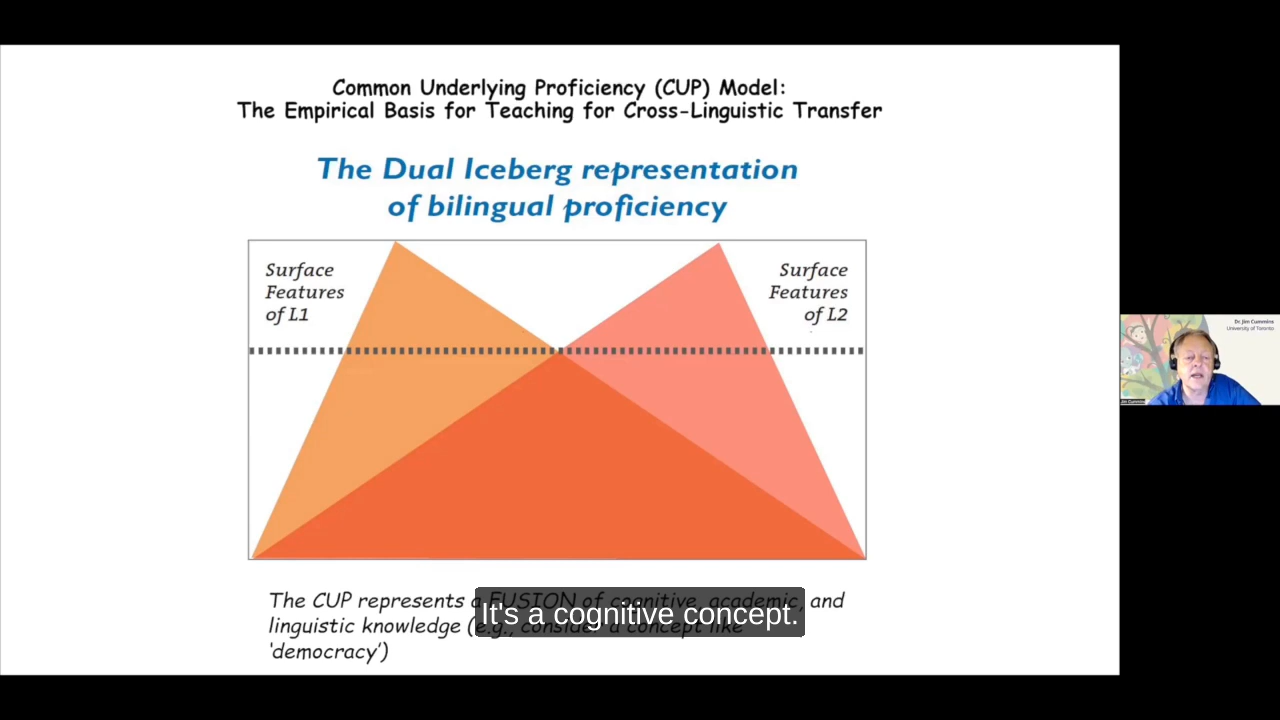 Common Underlying Proficiency (CUP) Model:
The Empirical Basis for Teaching for Cross-Linguistic Transfer
The Dual Iceberg representation
of bilingual proficiency
Surface
Features
of L1
Surface
Features
of L2
The CUP represents a FUSION of cognitive, academic, and
linguistic knowledge (e.g., consider a concept like
'democracy')
It's a cognitive concept.
Dr. Jim Cummins
University of Toronto
Jim Cummins